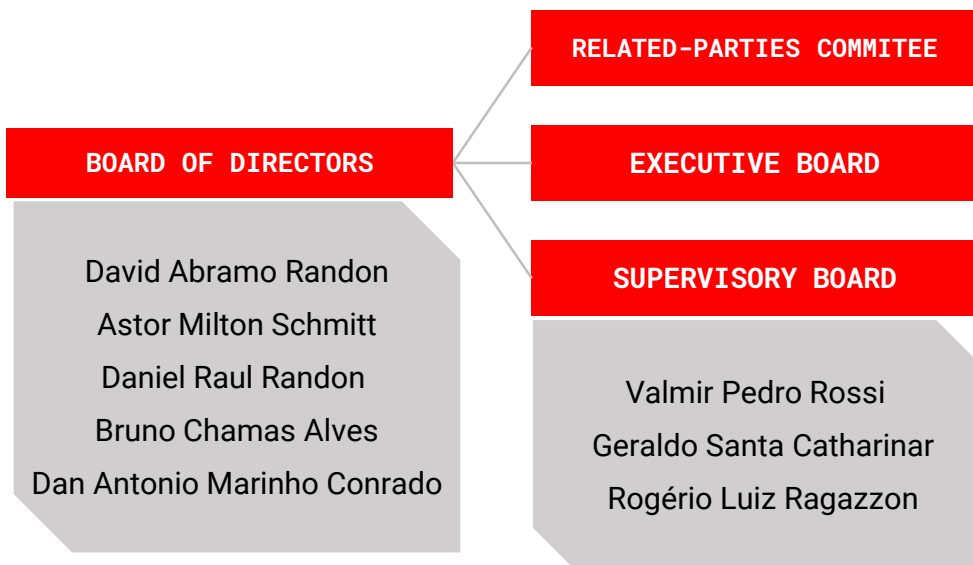 RELATED-PARTIES COMMITEE
BOARD OF DIRECTORS
EXECUTIVE BOARD
SUPERVISORY BOARD
David Abramo Randon
Astor Milton Schmitt
Daniel Raul Randon
Bruno Chamas Alves
Dan Antonio Marinho Conrado
Valmir Pedro Rossi
Geraldo Santa Catharinar
Rogério Luiz Ragazzon